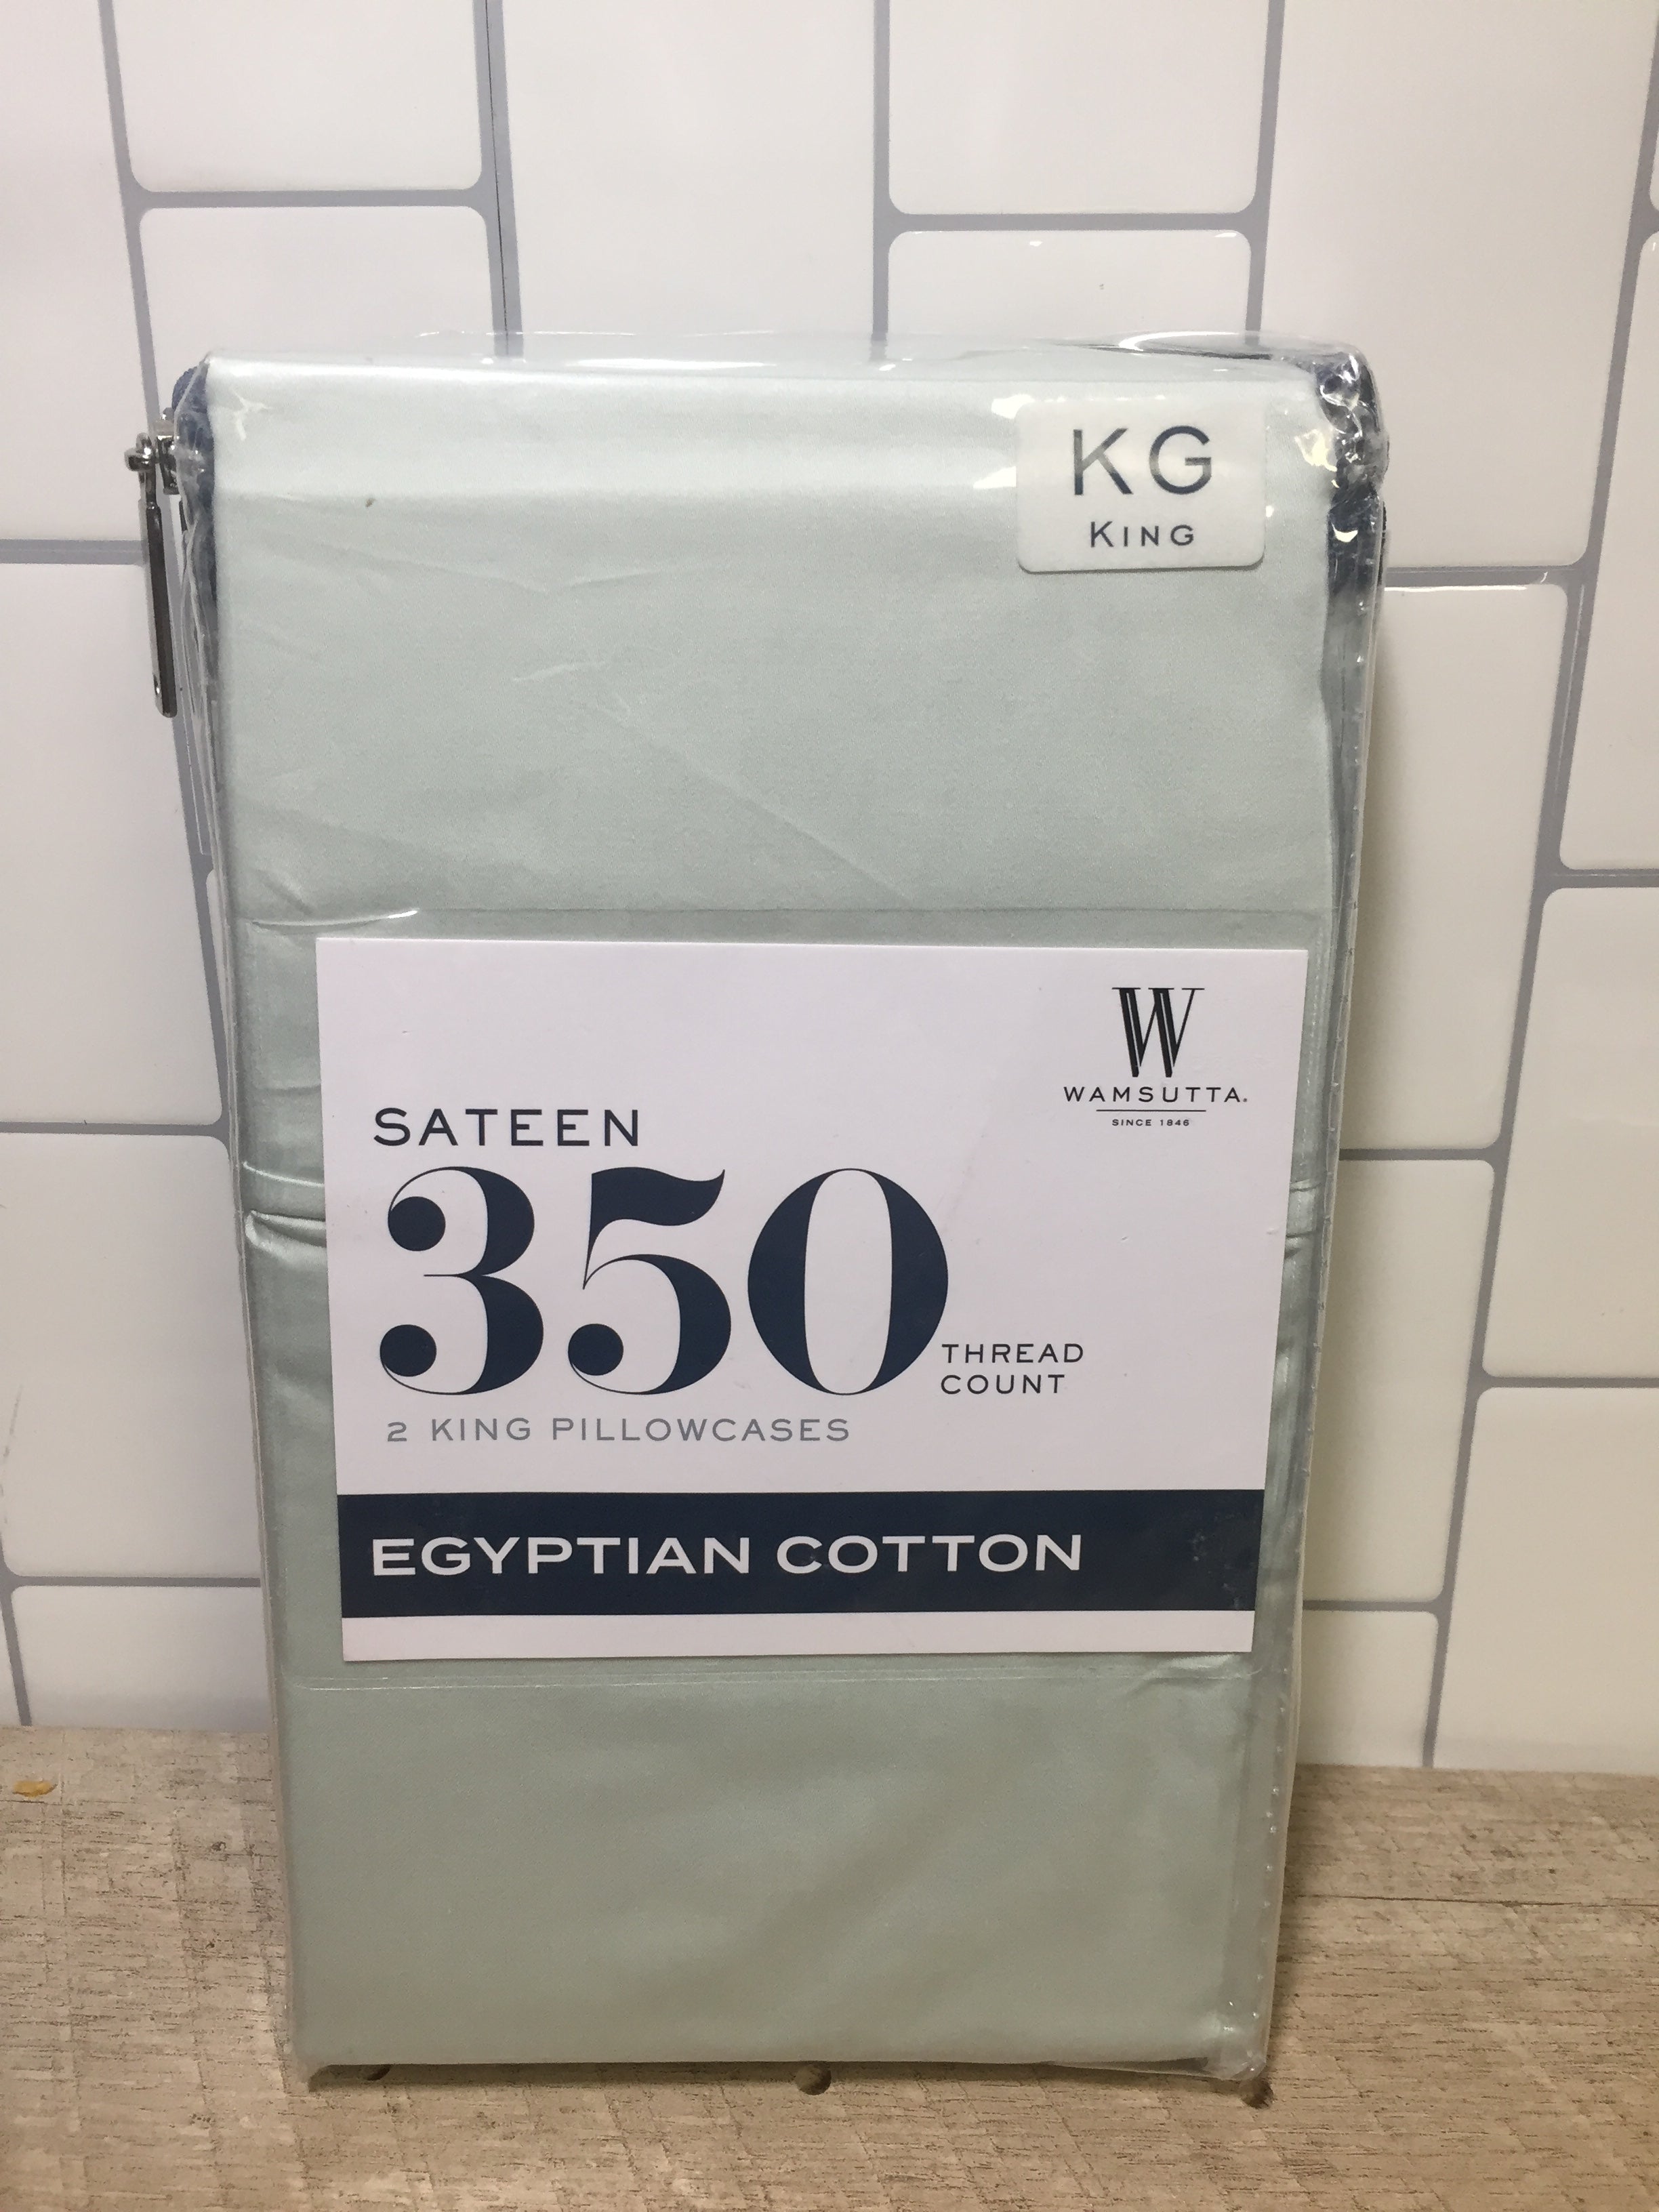 KG
KING
W
WAMSUTTA®
SINCE 1846
SATEEN
350
THREAD
COUNT
2 KING PILLOWCASES
EGYPTIAN COTTON